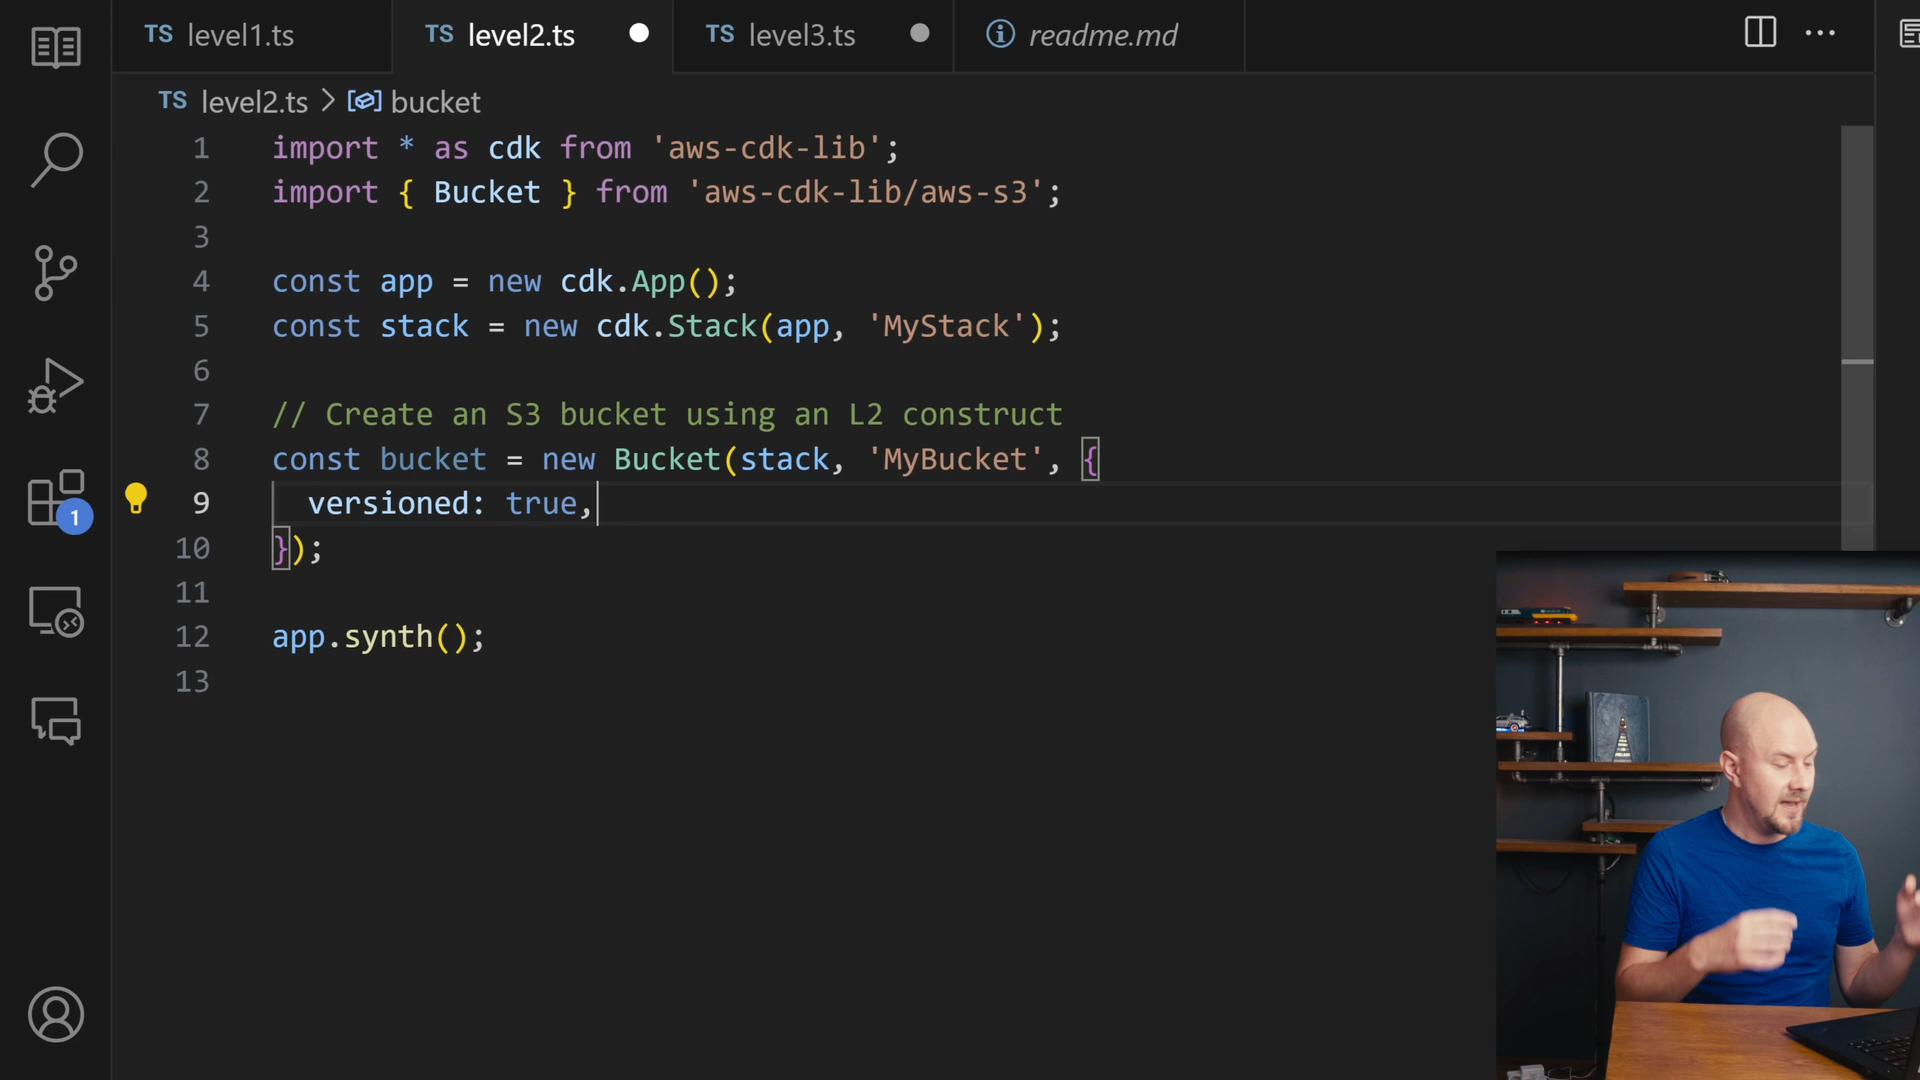 TS level1.ts
TS level2.ts
TS level3.ts
readme.md
TS level2.ts > bucket
1 import * as cdk from 'aws-cdk-lib';
2 import { Bucket } from 'aws-cdk-lib/aws-s3';
3
4 const app = new cdk.App();
5 const stack = new cdk.Stack(app, 'MyStack');
6
7 // Create an S3 bucket using an L2 construct
8 const bucket = new Bucket(stack, 'MyBucket', {
9 versioned: true,
10 });
11
12 app.synth();
13
1